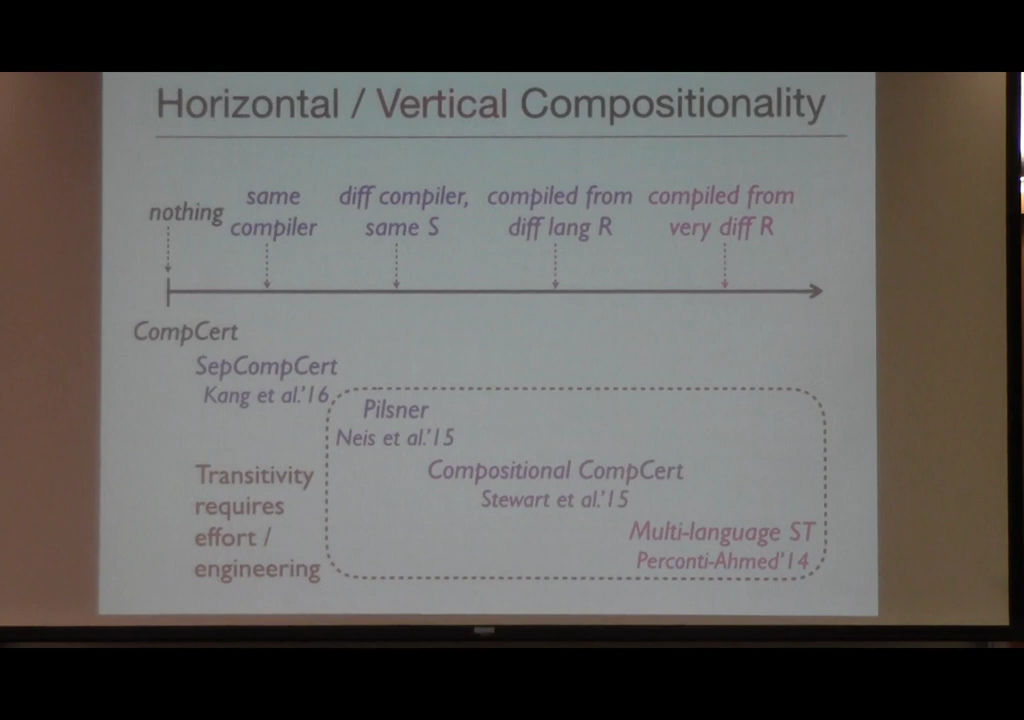 Horizontal / Vertical Compositionality
nothing
same
compiler
diff compiler,
same S
compiled from
diff lang R
compiled from
very diff R
CompCert
SepCompCert
Kang et al.'16
Pilsner
Neis et al.'15
Compositional CompCert
Stewart et al.'15
Multi-language ST
Perconti-Ahmed'14
Transitivity
requires
effort /
engineering